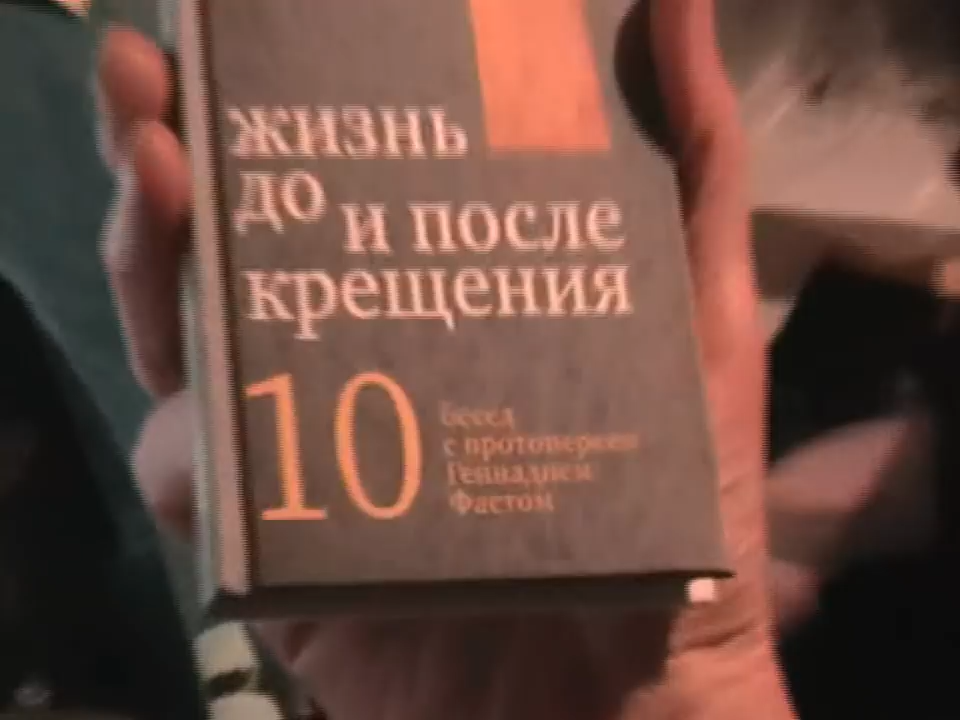 жизнь
до и после
крещения
10
бесед
с протоиереем
Геннадием
Фастом